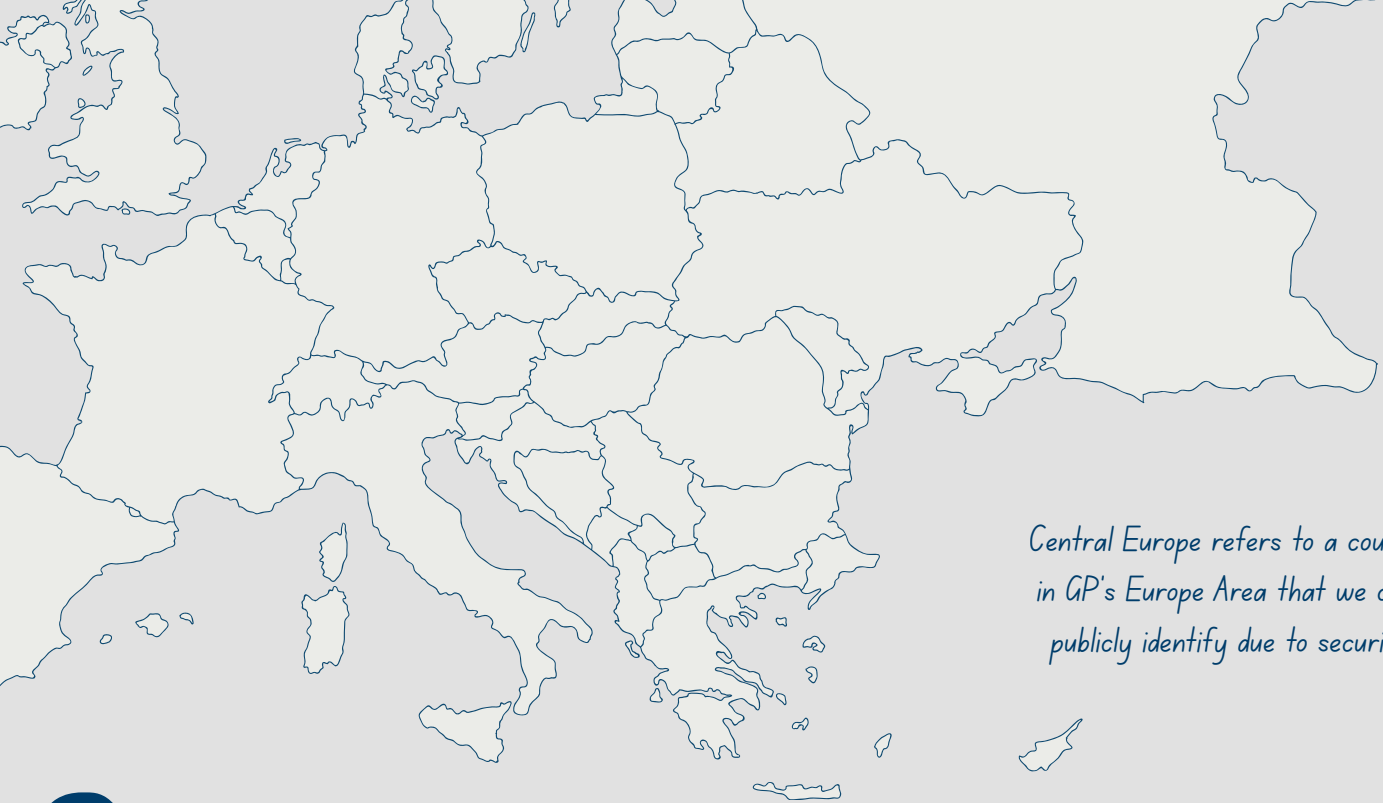 Central Europe refers to a cou
in GP's Europe Area that we c
publicly identify due to securi